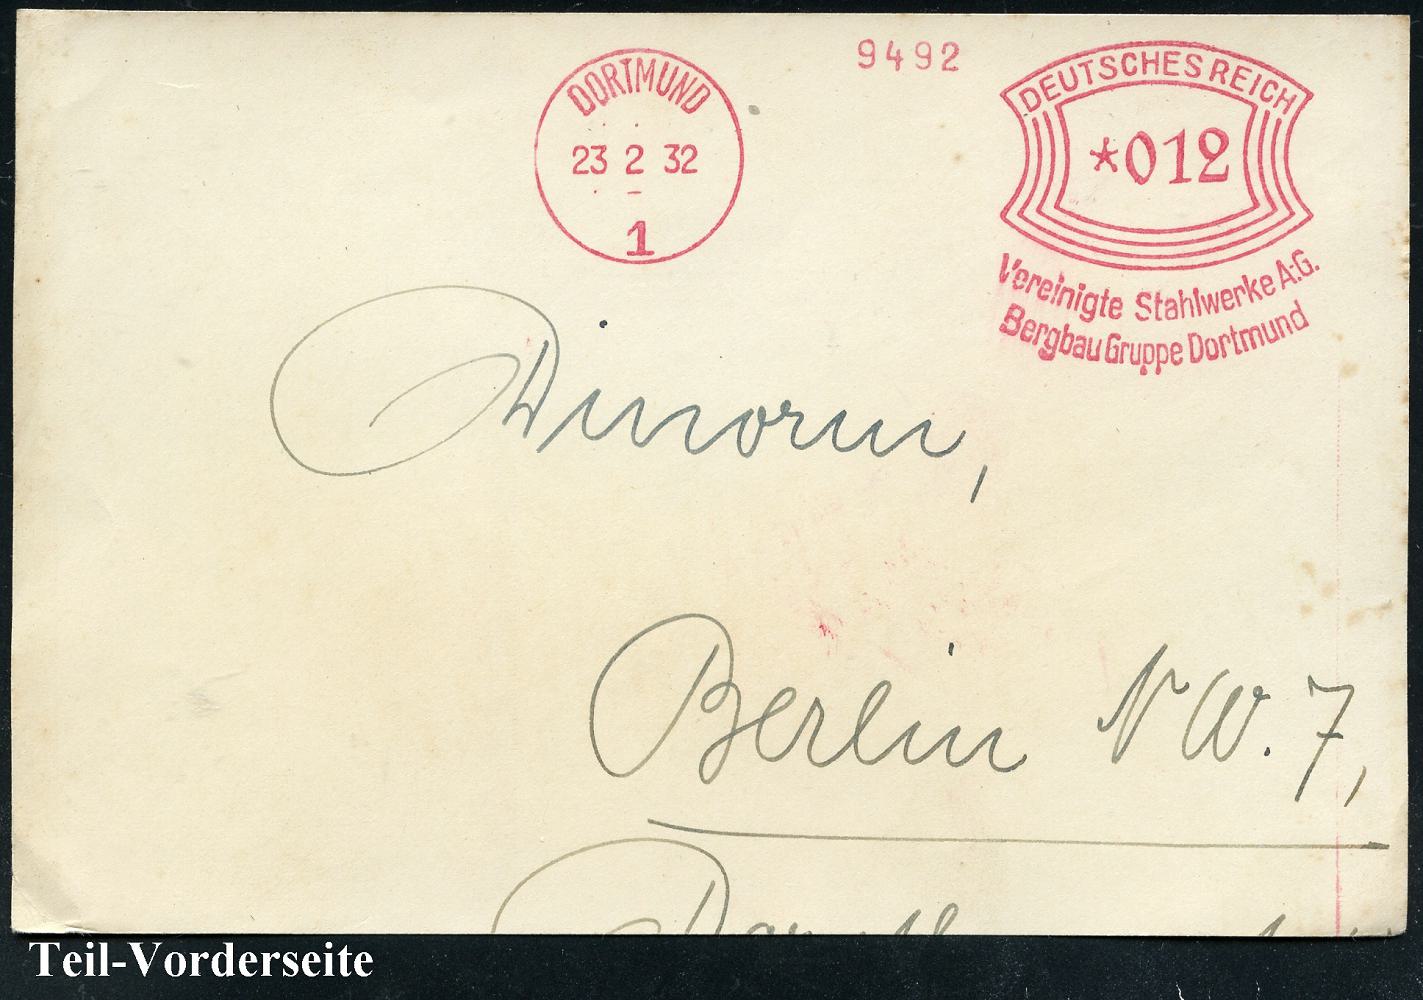 9492
DEUTSCHES REICH
DORTMUND
*012
23 2 32
1
Vereinigte Stahlwerke A.G.
Bergbau Gruppe Dortmund
Dinorm,
Berlin NW. 7,
Teil-Vorderseite